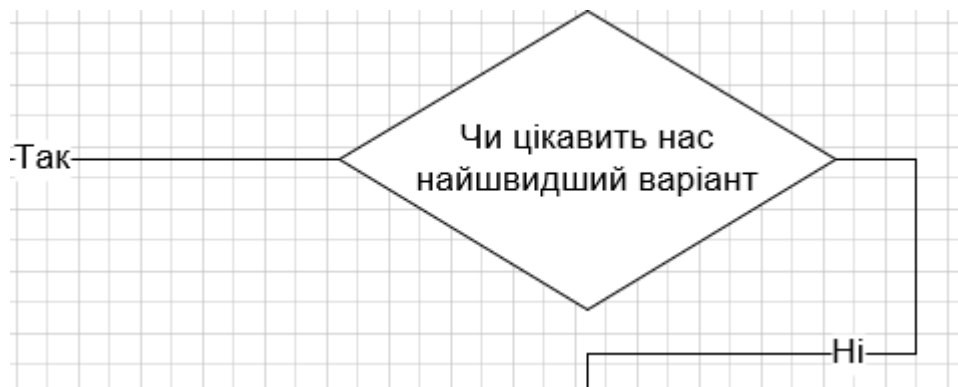 Чи цікавить нас
найшвидший варіант
Так
Ні